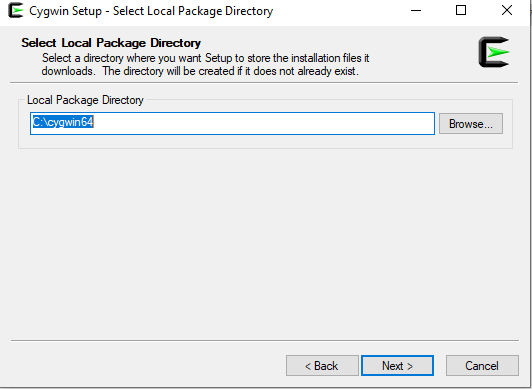 Cygwin Setup - Select Local Package Directory
Select Local Package Directory
Select a directory where you want Setup to store the installation files it
downloads. The directory will be created if it does not already exist.
Local Package Directory
C:\cygwin64
Browse...
< Back
Next >
Cancel